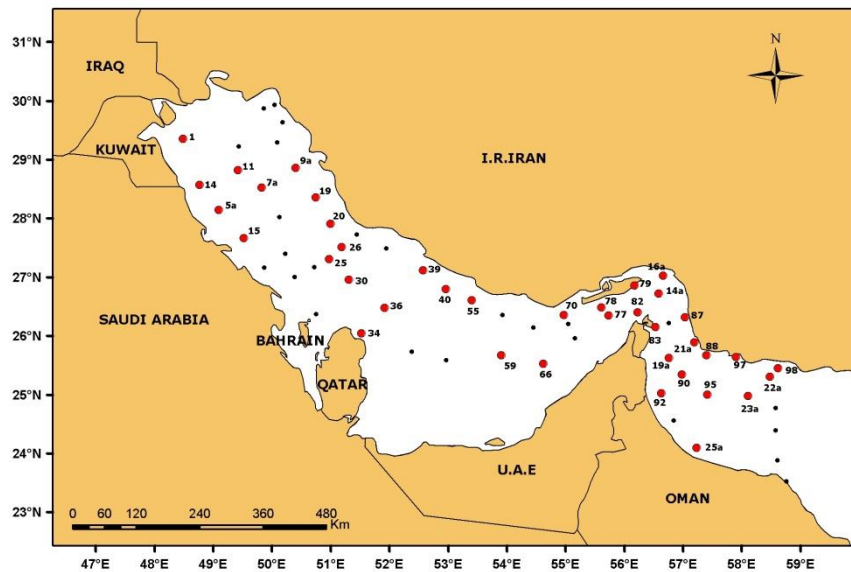 N
31°N
IRAQ
30°N
KUWAIT
1
I.R.IRAN
29°N
11
9a
14
7a
19
5a
28°N
20
15
26
25
39
16a
27°N
30
40
79
14a
36
55
70
78
82
87
77
SAUDI ARABIA
34
83
26°N
BAHRAIN
21a
88
59
19a
97
98
66
90
22a
QATAR
95
25°N
92
23a
24°N
25a
U.A.E
OMAN
23°N
0 60 120 240 360 480
Km
47°E 48°E 49°E 50°E 51°E 52°E 53°E 54°E 55°E 56°E 57°E 58°E 59°E